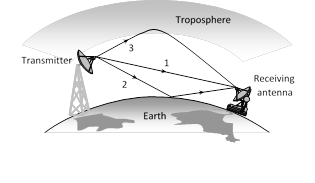 Troposphere
3
Transmitter
1
Receiving
antenna
2
Earth